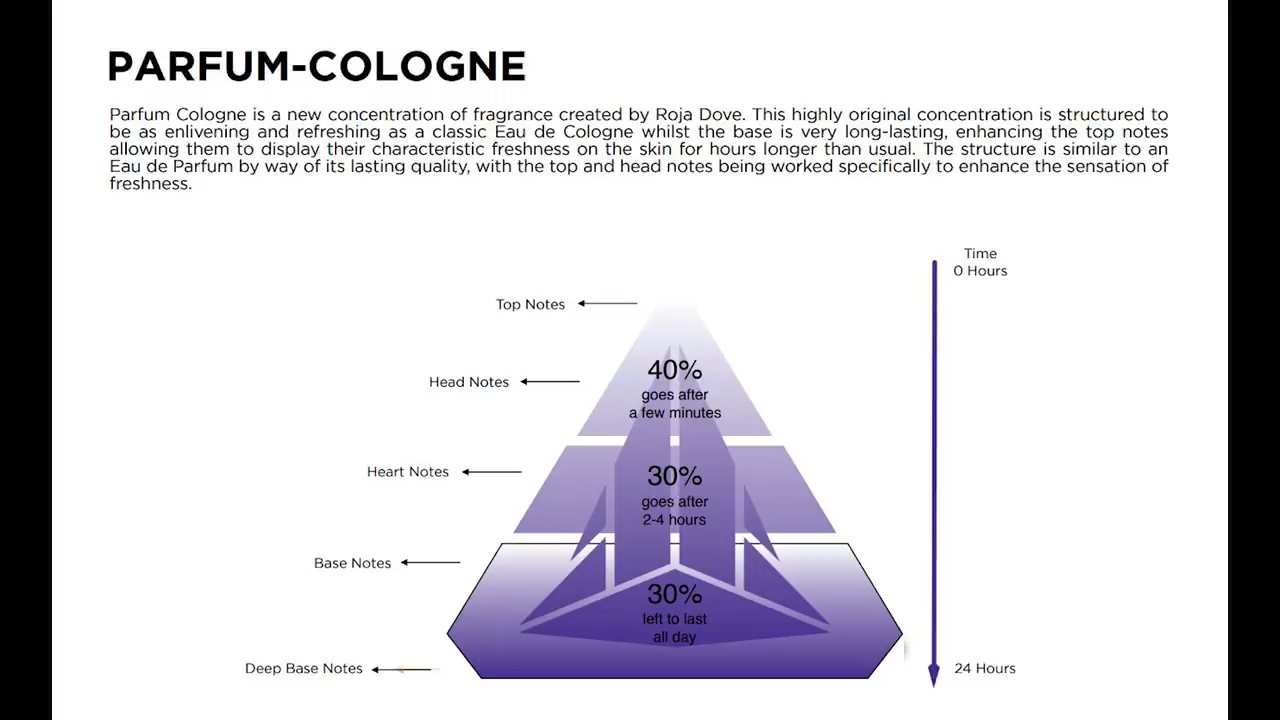 PARFUM-COLOGNE
Parfum Cologne is a new concentration of fragrance created by Roja Dove. This highly original concentration is structured to
be as enlivening and refreshing as a classic Eau de Cologne whilst the base is very long-lasting, enhancing the top notes
allowing them to display their characteristic freshness on the skin for hours longer than usual. The structure is similar to an
Eau de Parfum by way of its lasting quality, with the top and head notes being worked specifically to enhance the sensation of
freshness.
Time
0 Hours
Top Notes
40%
Head Notes
goes after
a few minutes
Heart Notes
30%
goes after
2-4 hours
Base Notes
30%
left to last
all day
Deep Base Notes
24 Hours